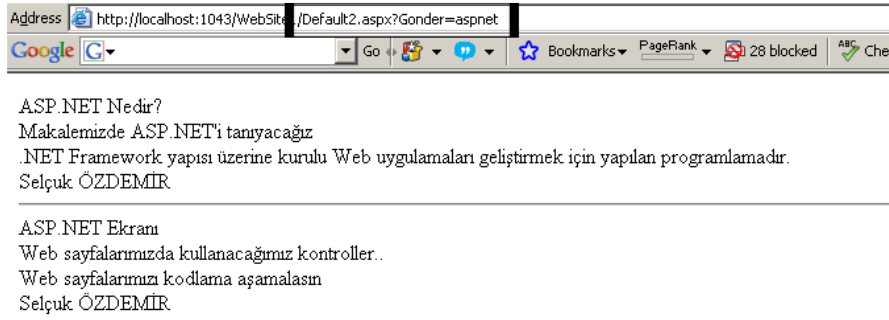 Address http://localhost:1043/WebSite /Default2.aspx?Gonder=aspnet
Google G Go Bookmarks PageRank 28 blocked ABC Che
ASP.NET Nedir?
Makalemizde ASP.NET'i tanıyacağız
.NET Framework yapısı üzerine kurulu Web uygulamaları geliştirmek için yapılan programlamadır.
Selçuk ÖZDEMİR
ASP.NET Ekranı
Web sayfalarımızda kullanacağımız kontroller..
Web sayfalarımızı kodlama aşamalasın
Selçuk ÖZDEMİR